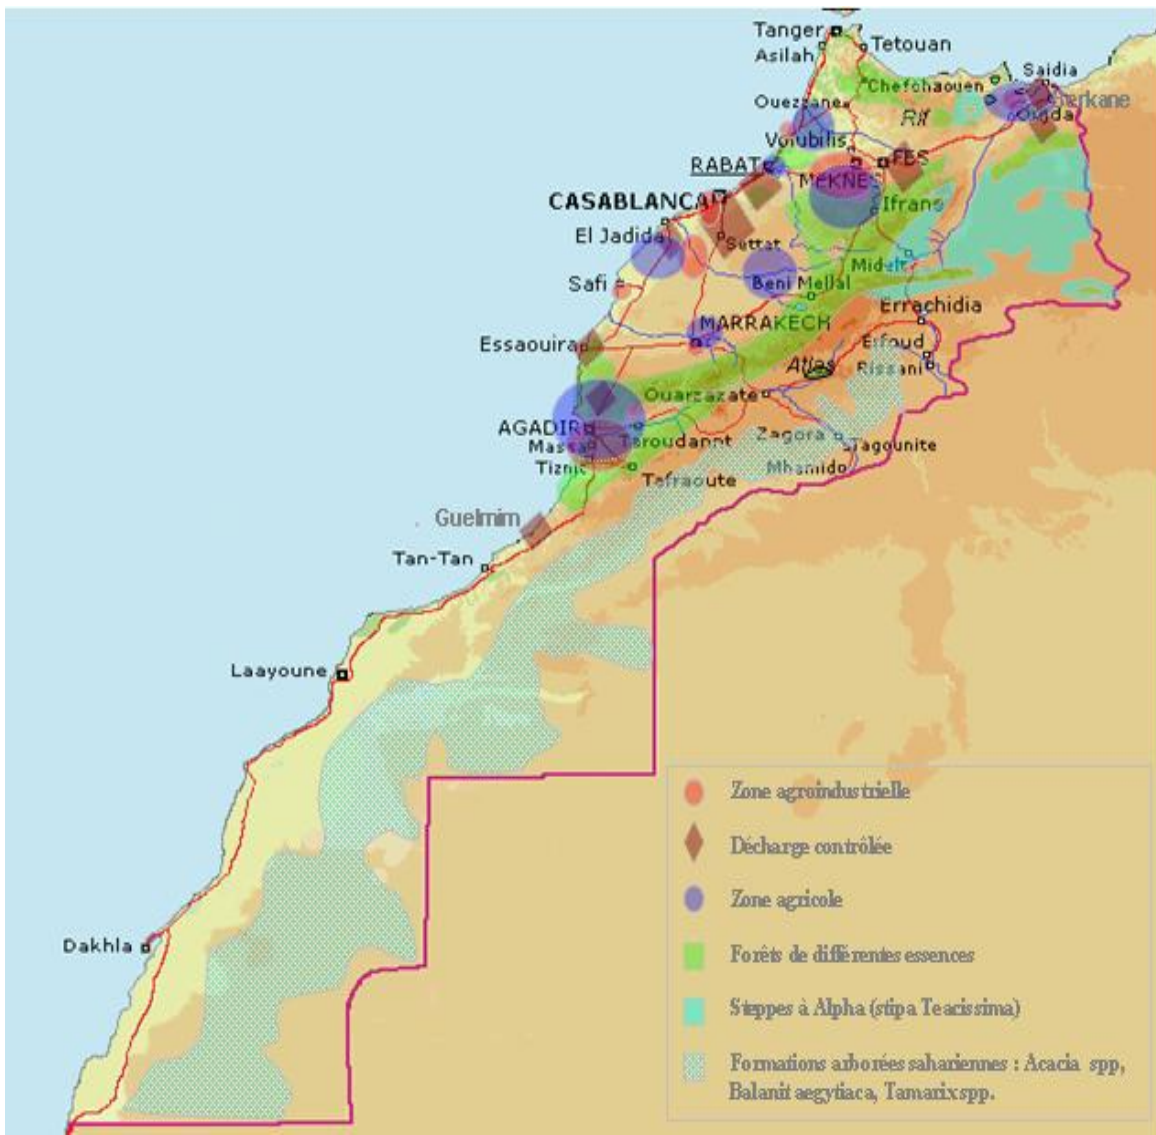 Tanger
Tetouan
Asilah
Saidia
Chefchaouen
Berkane
Ouezzane
Oujda
Rif
Volubilis
FES
RABAT
MEKNES
CASABLANCA
Ifrane
El Jadida
Settat
Midelt
Safi
Beni Mellal
Errachidia
MARRAKECH
Essaouira
Erfoud
Atlas
Rissani
Ouarzazate
AGADIR
Taroudannt
Zagora
Tagounite
Massa
Tiznit
Mhamido
Tafraoute
Guelmim
Tan-Tan
Laayoune
Dakhla
Zone agroindustrielle
Décharge contrôlée
Zone agricole
Forêts de différentes essences
Steppes à Alpha (stipa Teacissima)
Formations arborées sahariennes : Acacia spp,
Balanit aegytiaca, Tamarix spp.